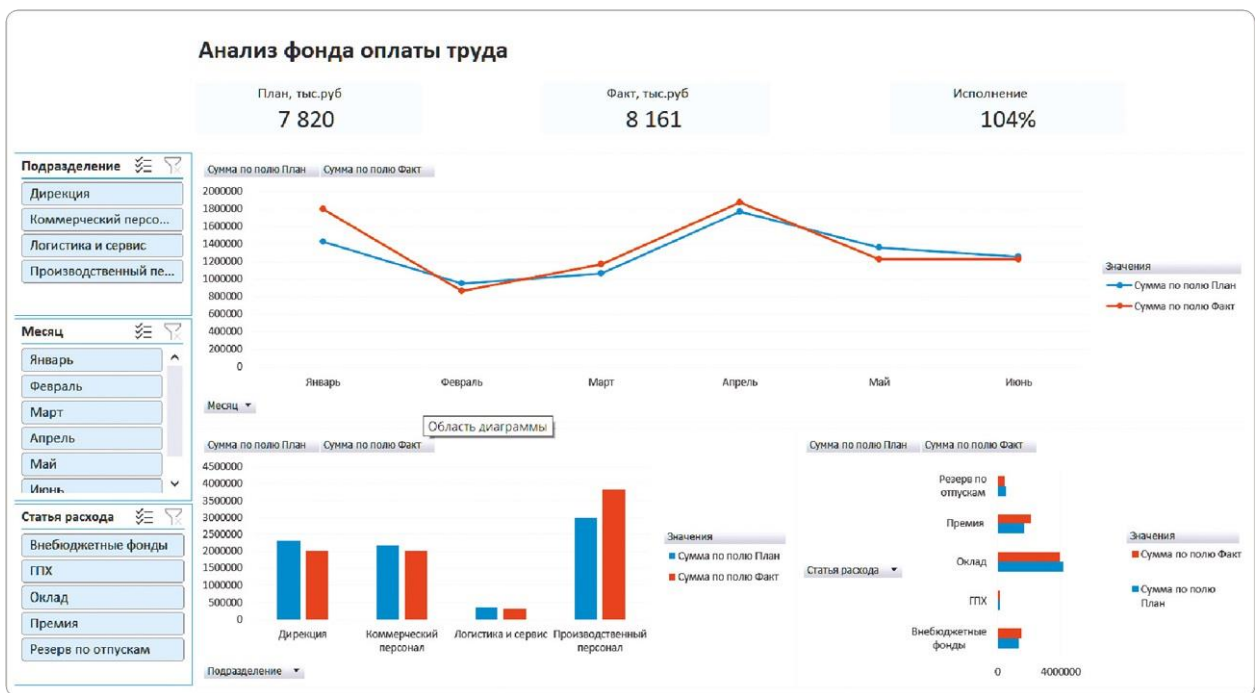 Анализ фонда оплаты труда
План, тыс.руб
7 820
Факт, тыс.руб
8 161
Исполнение
104%
Подразделение
Дирекция
Коммерческий персо...
Логистика и сервис
Производственный пе...
Месяц
Январь
Февраль
Март
Апрель
Май
Июнь
Статья расхода
Внебюджетные фонды
ГПХ
Оклад
Премия
Резерв по отпускам
Сумма по полю План Сумма по полю Факт
2000000
1800000
1600000
1400000
1200000
1000000
800000
600000
400000
200000
0
Январь Февраль Март Апрель Май Июнь
Месяц
Значения
Сумма по полю План
Сумма по полю Факт
Область диаграммы
Сумма по полю План Сумма по полю Факт
4500000
4000000
3500000
3000000
2500000
2000000
1500000
1000000
500000
0
Дирекция Коммерческий Логистика и сервис Производственный
персонал персонал
Подразделение
Значения
Сумма по полю План
Сумма по полю Факт
Сумма по полю План Сумма по полю Факт
Резерв по
отпускам
Премия
Оклад
ГПХ
Внебюджетные
фонды
0 4000000
Статья расхода
Значения
Сумма по полю Факт
Сумма по полю
План